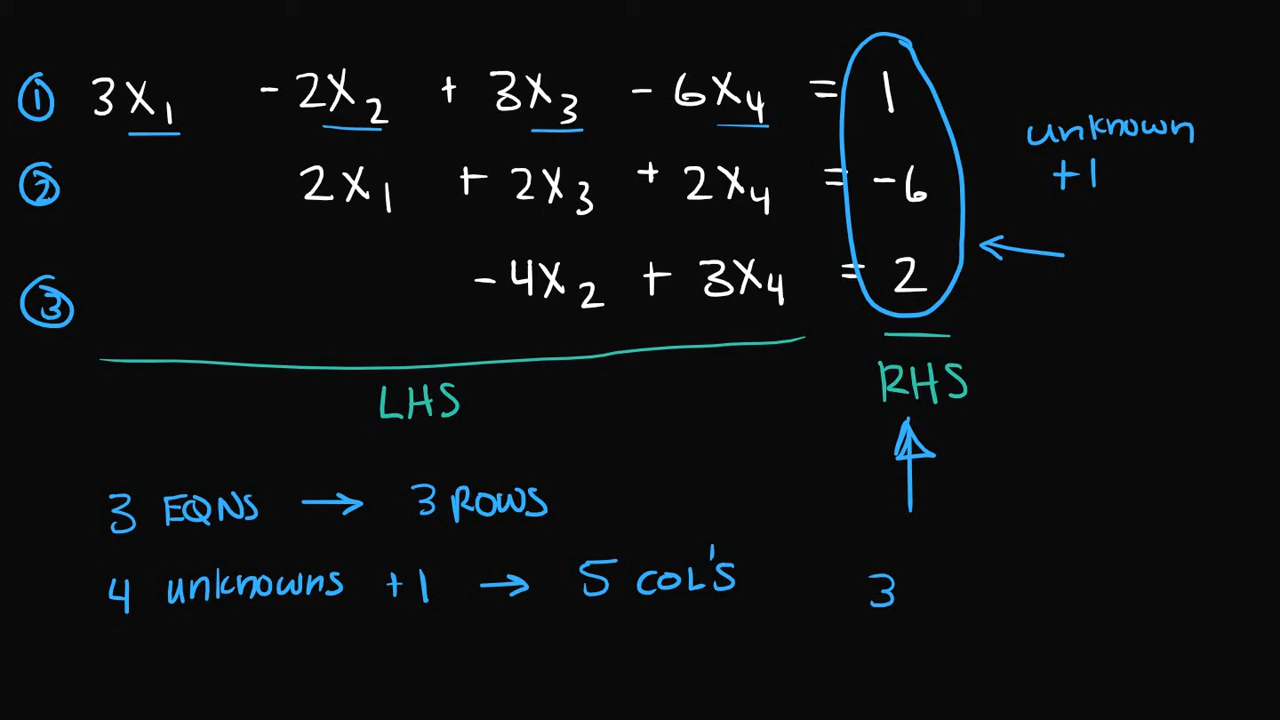 ① 3x₁ - 2x₂ + 3x₃ - 6x₄ = 1
unknown
+1
② 2x₁ + 2x₃ + 2x₄ = -6
③ -4x₂ + 3x₄ = 2
LHS
RHS
3 EQNS → 3 ROWS
4 unknowns +1 → 5 COL'S
3